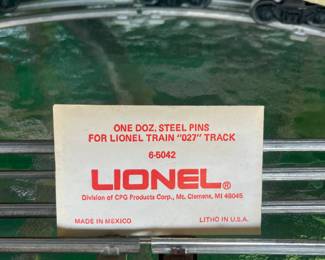 ONE DOZ. STEEL PINS
FOR LIONEL TRAIN "027" TRACK
6-5042
LIONEL®
Division of CPG Products Corp., Mt. Clemens, MI 48045
MADE IN MEXICO LITHO IN U.S.A.